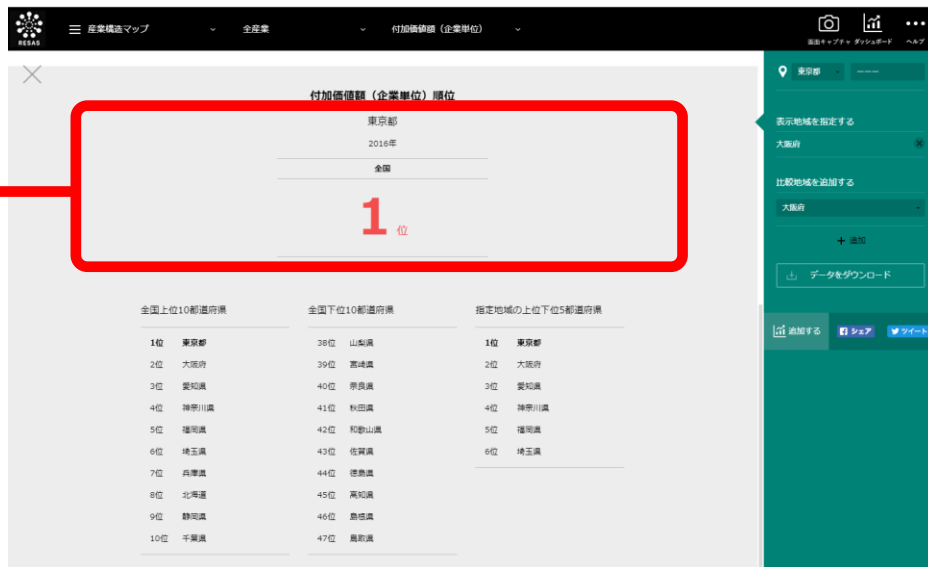 RESAS
産業構造マップ
全産業
付加価値額（企業単位）
画面キャプチャ
ダッシュボード
ヘルプ
付加価値額（企業単位）順位
東京都
2016年
全国
1 位
全国上位10都道府県
1位 東京都
2位 大阪府
3位 愛知県
4位 神奈川県
5位 福岡県
6位 埼玉県
7位 兵庫県
8位 北海道
9位 静岡県
10位 千葉県
全国下位10都道府県
38位 山梨県
39位 宮崎県
40位 奈良県
41位 秋田県
42位 和歌山県
43位 佐賀県
44位 徳島県
45位 高知県
46位 島根県
47位 鳥取県
指定地域の上位下位5都道府県
1位 東京都
2位 大阪府
3位 愛知県
4位 神奈川県
5位 福岡県
6位 埼玉県
東京都
---
表示地域を指定する
大阪府
比較地域を追加する
大阪府
+ 追加
データをダウンロード
追加する
シェア
ツイート